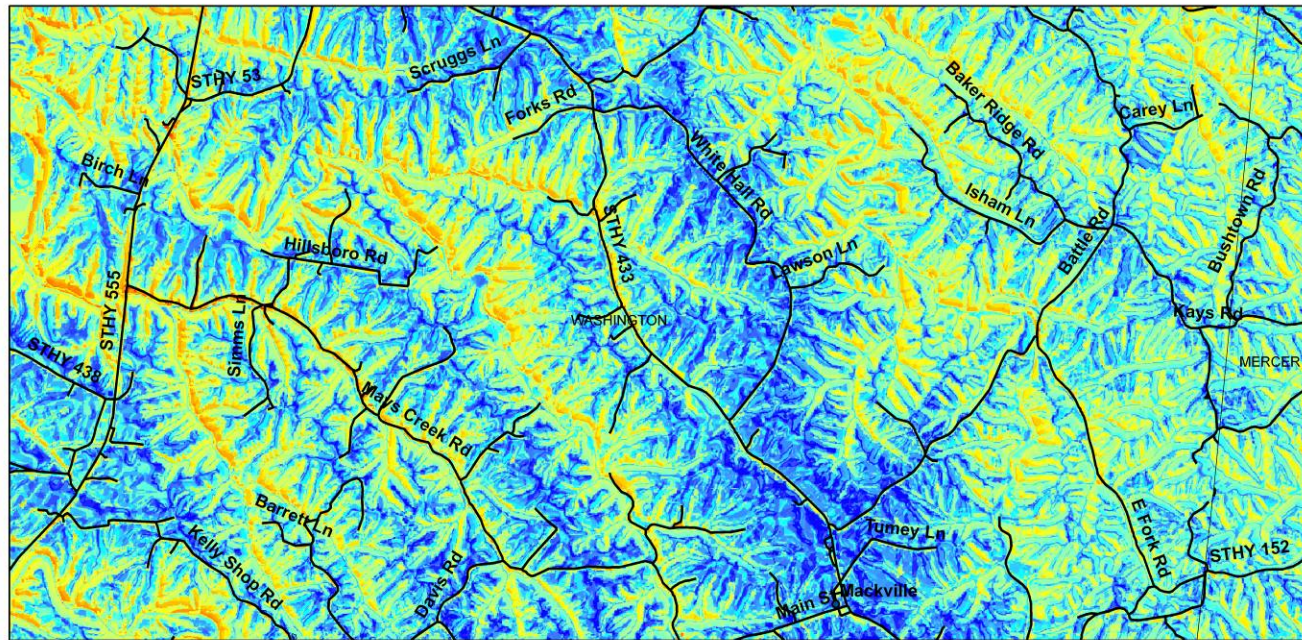 Scruggs Ln
STHY 53
Forks Rd
Baker Ridge Rd
Carey Ln
White Hall Rd
Birch Ln
Isham Ln
Bushtown Rd
STHY 433
Battle Rd
Hillsboro Rd
Lawson Ln
STHY 555
WASHINGTON
Kays Rd
Simms Ln
STHY 438
MERCER
Mays Creek Rd
Barrett Ln
E Fork Rd
Tumey Ln
Kelly Shop Rd
Davis Rd
STHY 152
Mackville
Main St